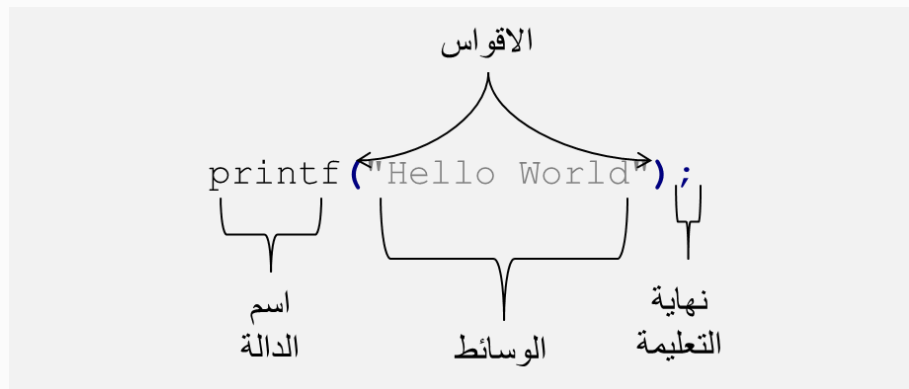 الاقواس
printf("Hello World");
اسم
الدالة
الوسائط
نهاية
التعليمة